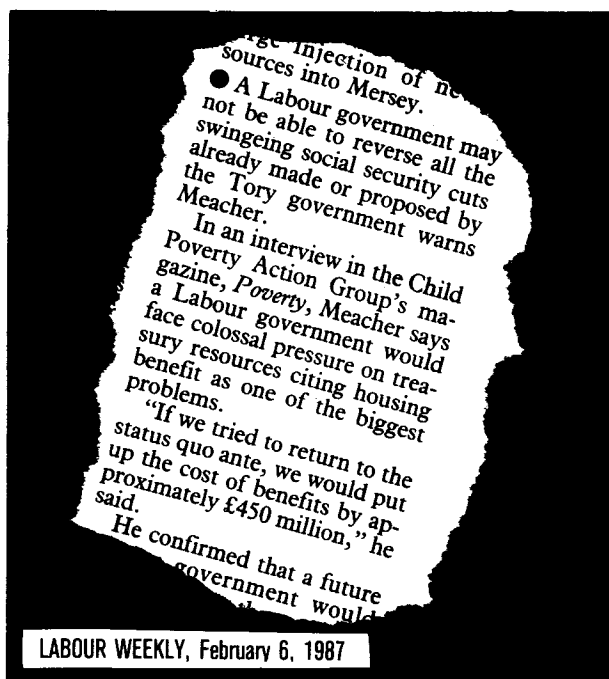 injection of
sources into Mersey.
● A Labour government may
not be able to reverse all the
swingeing social security cuts
already made or proposed by
the Tory government warns
Meacher.
In an interview in the Child
Poverty Action Group's ma-
gazine, Poverty, Meacher says
a Labour government would
face colossal pressure on trea-
sury resources citing housing
benefit as one of the biggest
problems.
"If we tried to return to the
status quo ante, we would put
up the cost of benefits by ap-
proximately £450 million," he
said.
He confirmed that a future
government would
LABOUR WEEKLY, February 6, 1987